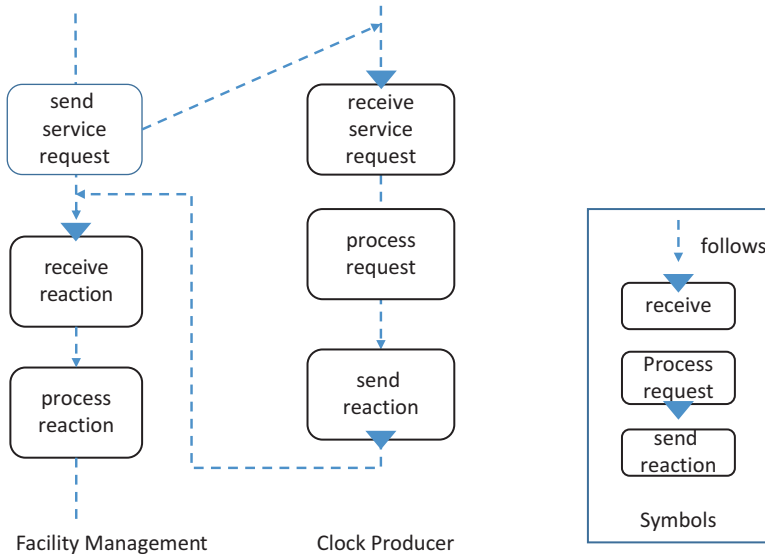 send
service
request
receive
service
request
receive
reaction
process
request
process
reaction
send
reaction
follows
receive
Process
request
send
reaction
Symbols
Facility Management
Clock Producer